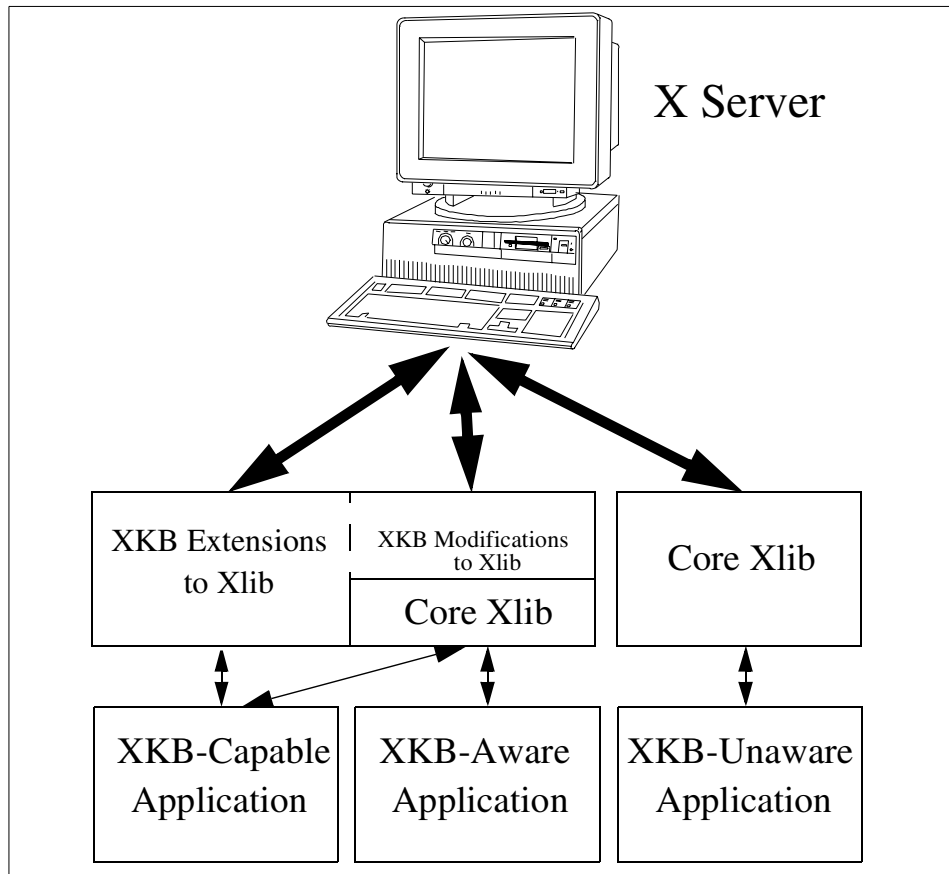 X Server
XKB Extensions
to Xlib
XKB Modifications
to Xlib
Core Xlib
Core Xlib
XKB-Capable
Application
XKB-Aware
Application
XKB-Unaware
Application